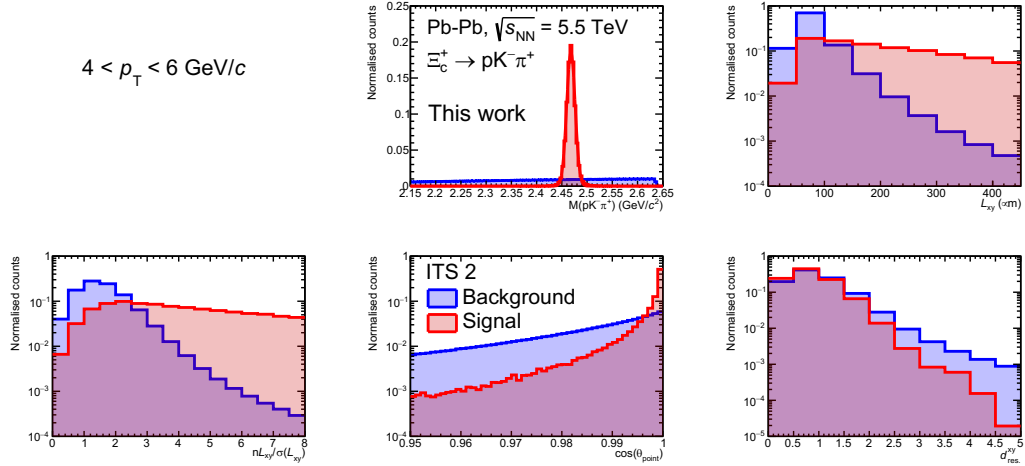 4 < p_T < 6 GeV/c
Normalised counts
0.25
0.2
0.15
0.1
0.05
0
Pb-Pb, √s_NN = 5.5 TeV
Ξ_c^+ → pK⁻π⁺
This work
2.15 2.2 2.25 2.3 2.35 2.4 2.45 2.5 2.55 2.6 2.65
M(pK⁻π⁺) (GeV/c²)
Normalised counts
1
10⁻¹
10⁻²
10⁻³
10⁻⁴
0 100 200 300 400
L_xy (∝m)
Normalised counts
1
10⁻¹
10⁻²
10⁻³
10⁻⁴
0 1 2 3 4 5 6 7 8
nL_xy/σ(L_xy)
Normalised counts
1
10⁻¹
10⁻²
10⁻³
10⁻⁴
ITS 2
Background
Signal
0.95 0.96 0.97 0.98 0.99 1
cos(θ_point)
Normalised counts
1
10⁻¹
10⁻²
10⁻³
10⁻⁴
10⁻⁵
0 0.5 1 1.5 2 2.5 3 3.5 4 4.5 5
d_res.^xy